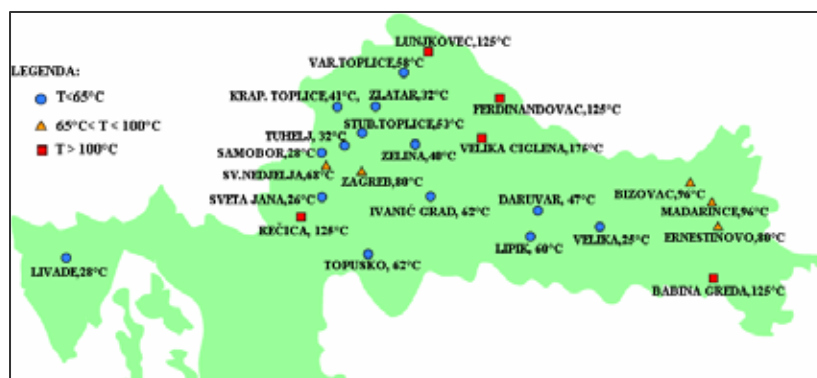 LUNJKOVEC,125°C
VAR.TOPLICE,58°C
LEGENDA:
T<65°C
65°C< T < 100°C
T > 100°C
KRAP. TOPLICE,41°C,
ZLATAR,32°C
FERDINANDOVAC,125°C
STUB.TOPLICE,53°C
TUHELJ, 32°C
VELIKA CIGLENA,175°C
SAMOBOR,28°C
ZELINA,40°C
SV.NEDJELJA,68°C
ZAGREB,80°C
SVETA JANA,26°C
IVANIĆ GRAD, 62°C
DARUVAR, 47°C
BIZOVAC,96°C
MADARINCE,96°C
REČICA, 125°C
ERNESTINOVO,80°C
VELIKA,25°C
LIPIK, 60°C
LIVADE,28°C
TOPUSKO, 62°C
BABINA GREDA,125°C